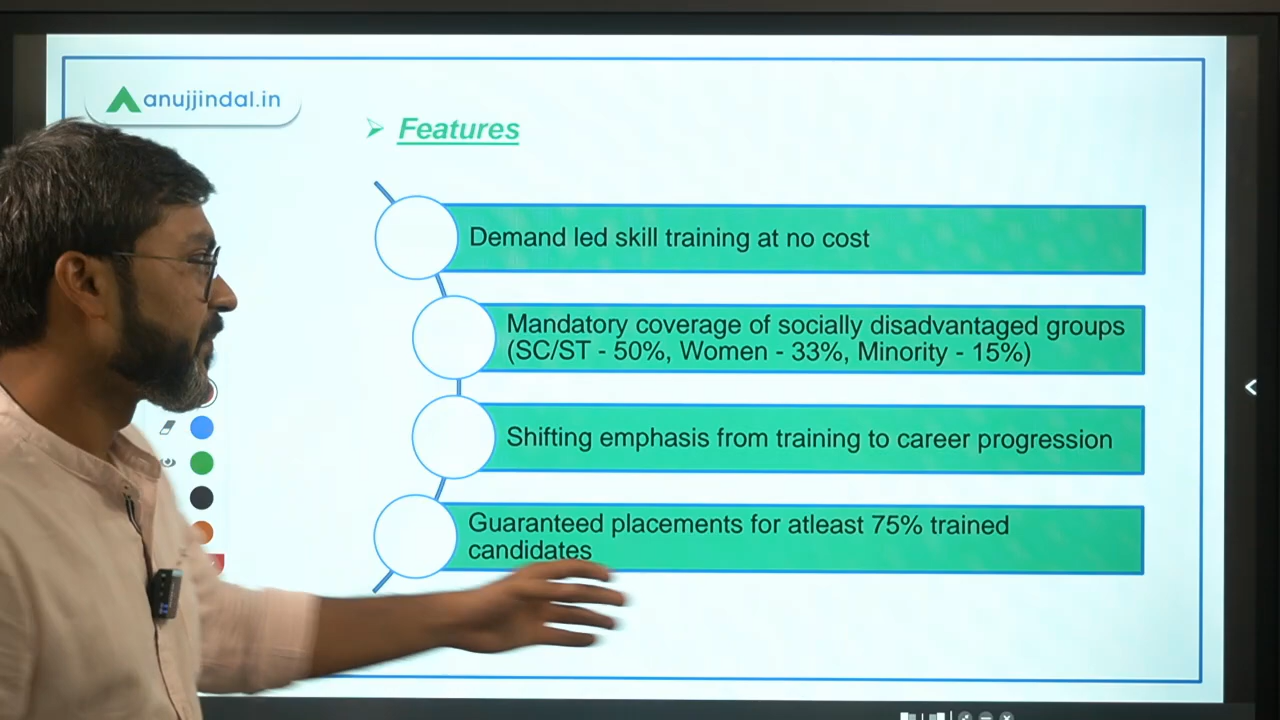 anujjindal.in
Features
Demand led skill training at no cost
Mandatory coverage of socially disadvantaged groups
(SC/ST - 50%, Women - 33%, Minority - 15%)
Shifting emphasis from training to career progression
Guaranteed placements for atleast 75% trained
candidates